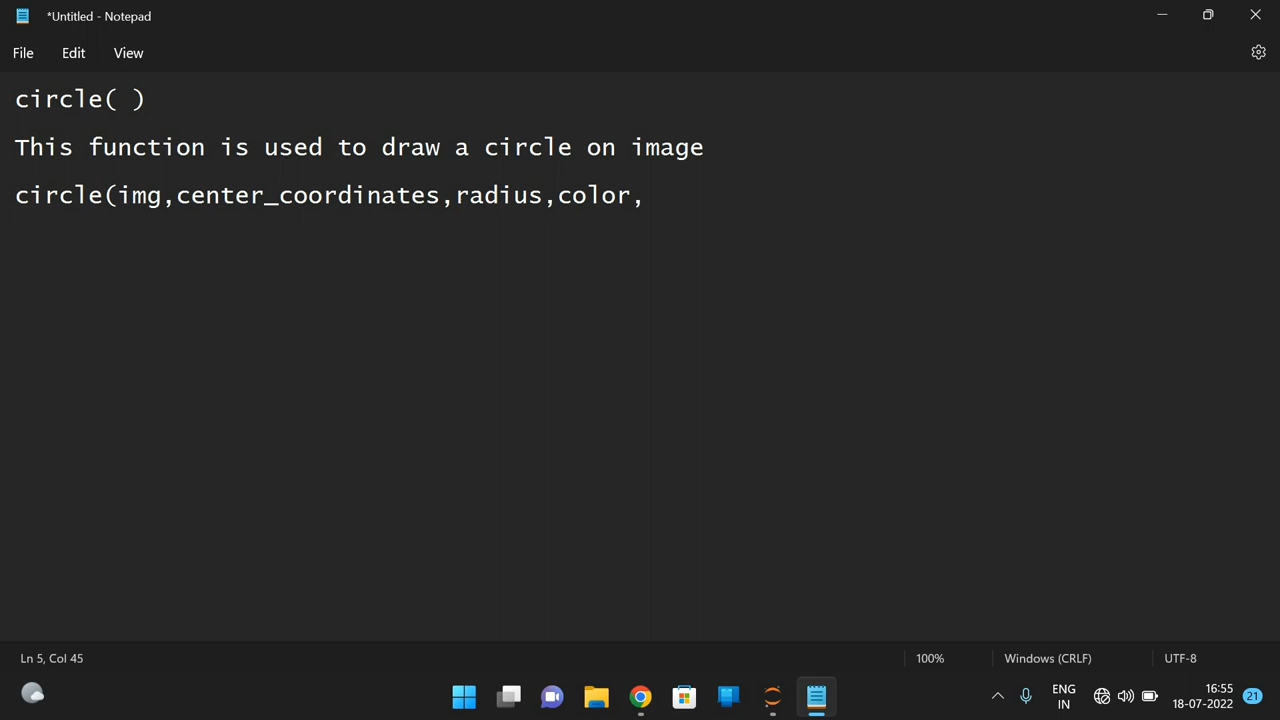 *Untitled - Notepad
File Edit View
circle( )
This function is used to draw a circle on image
circle(img,center_coordinates,radius,color,
Ln 5, Col 45 100% Windows (CRLF) UTF-8
ENG 16:55
IN 18-07-2022 21